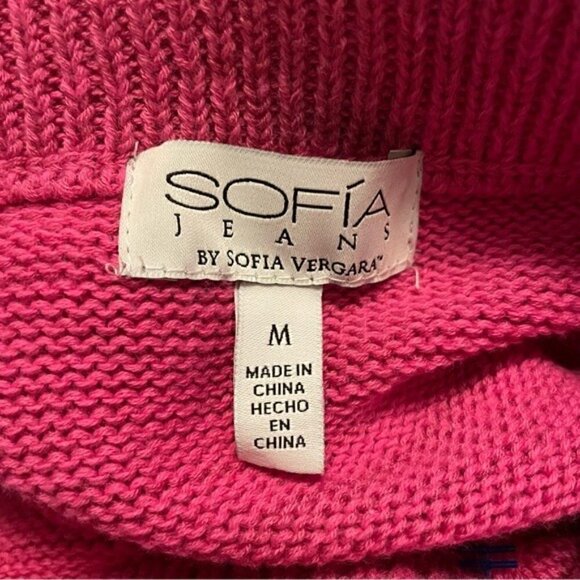 SOFÍA
JEANS
BY SOFIA VERGARA™
M
MADE IN
CHINA
HECHO
EN
CHINA